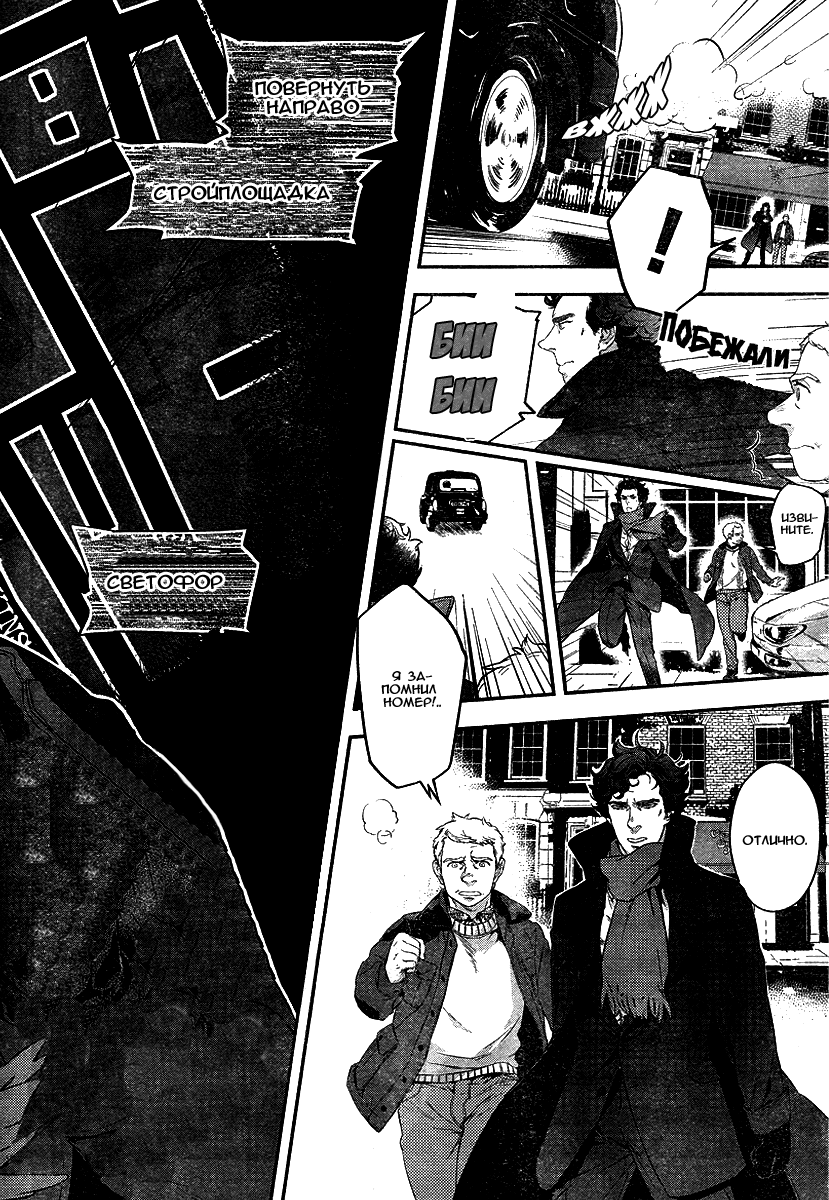 ВЖЖЖ
!
БИИ
БИИ
ПОБЕЖАЛИ
ИЗВИ-
НИТЕ.
Я ЗА-
ПОМНИЛ
НОМЕР!..
ОТЛИЧНО.
ПОВЕРНУТЬ
НАПРАВО
СТРОЙПЛОЩАДКА
СВЕТОФОР